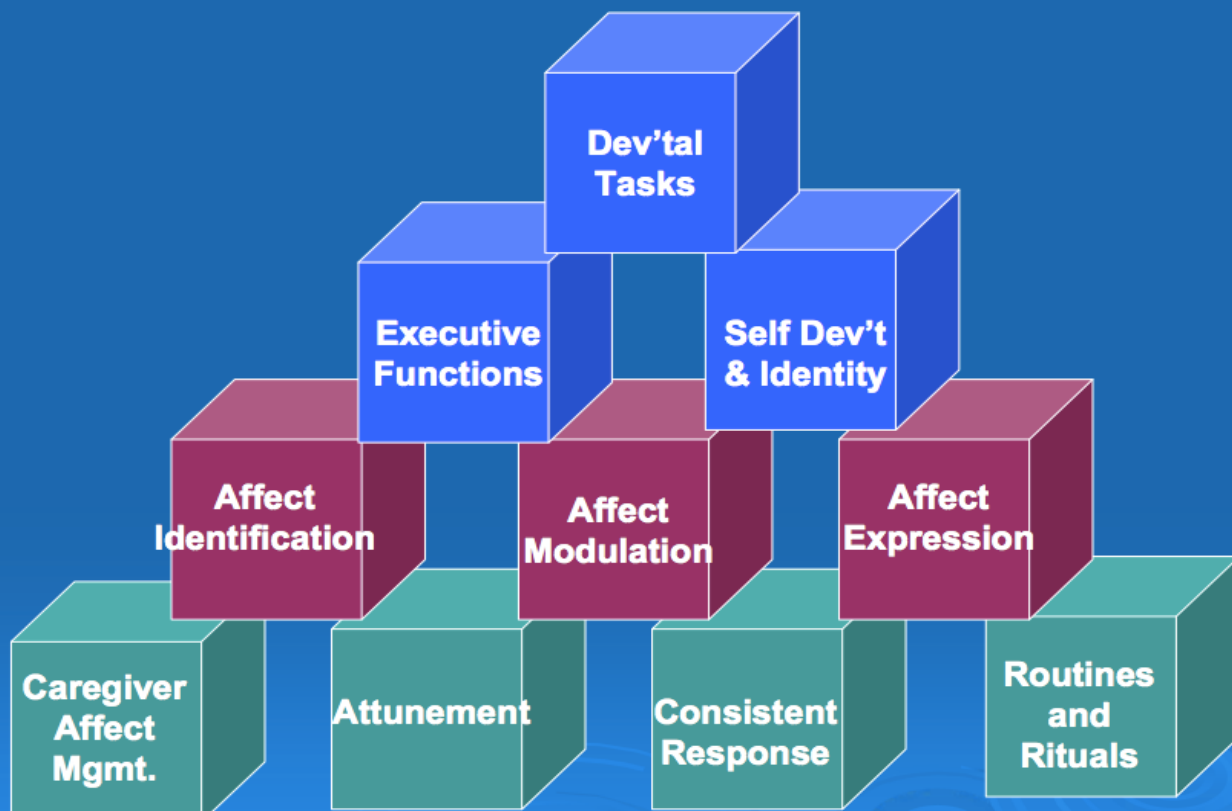 Dev’tal
Tasks
Executive
Functions
Self Dev’t
& Identity
Affect
Identification
Affect
Modulation
Affect
Expression
Caregiver
Affect
Mgmt.
Attunement
Consistent
Response
Routines
and
Rituals